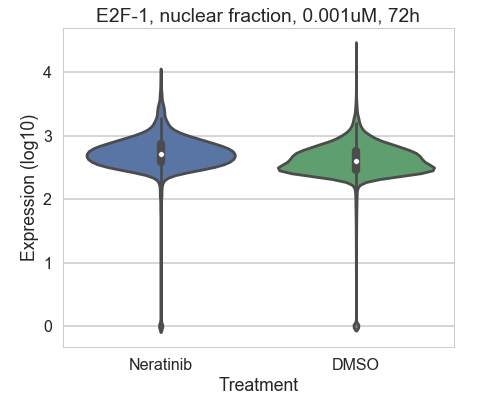 E2F-1, nuclear fraction, 0.001uM, 72h
Expression (log10)
4
3
2
1
0
Neratinib DMSO
Treatment